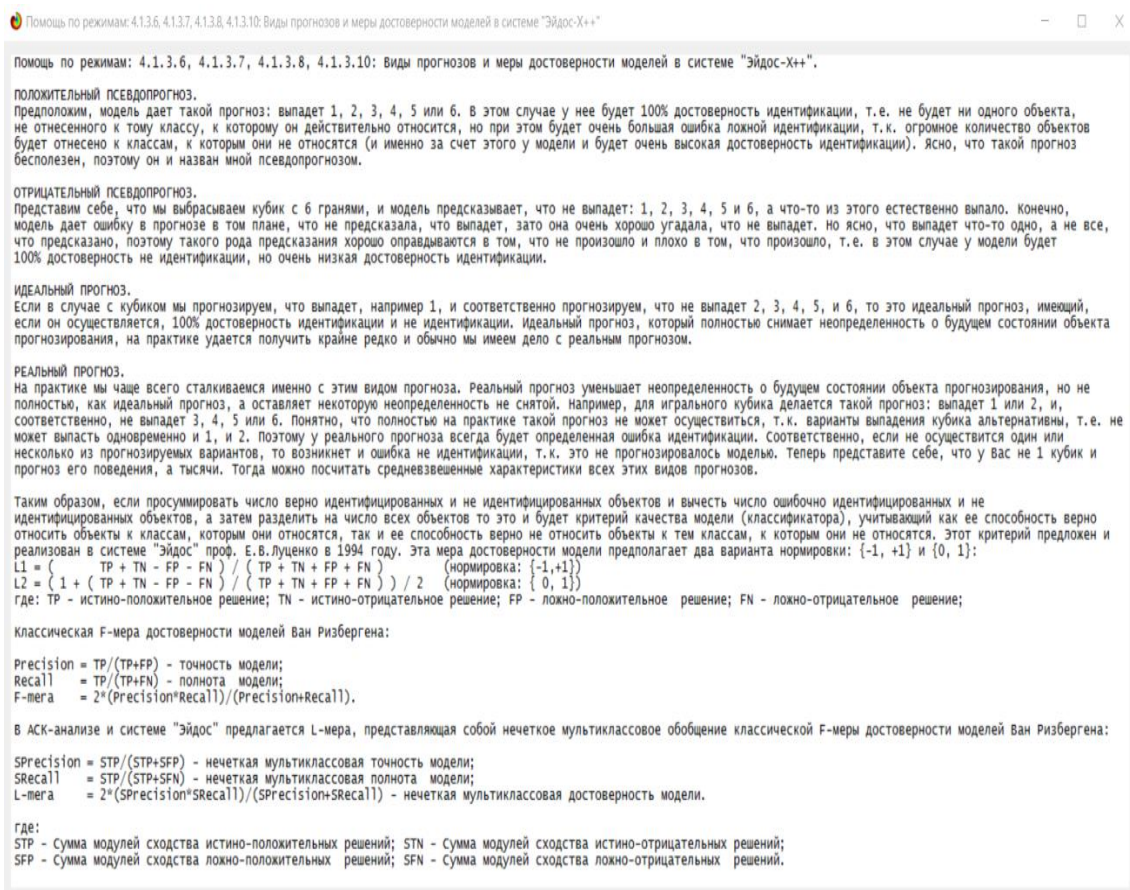 Помощь по режимам: 4.1.3.6, 4.1.3.7, 4.1.3.8, 4.1.3.10: Виды прогнозов и меры достоверности моделей в системе "Эйдос-Х++"
Помощь по режимам: 4.1.3.6, 4.1.3.7, 4.1.3.8, 4.1.3.10: Виды прогнозов и меры достоверности моделей в системе "Эйдос-Х++".
ПОЛОЖИТЕЛЬНЫЙ ПСЕВДОПРОГНОЗ.
Предположим, модель дает такой прогноз: выпадет 1, 2, 3, 4, 5 или 6. В этом случае у нее будет 100% достоверность идентификации, т.е. не будет ни одного объекта,
не отнесенного к тому классу, к которому он действительно относится, но при этом будет очень большая ошибка ложной идентификации, т.к. огромное количество объектов
будет отнесено к классам, к которым они не относятся (и именно за счет этого у модели и будет очень высокая достоверность идентификации). Ясно, что такой прогноз
бесполезен, поэтому он и назван мной псевдопрогнозом.
ОТРИЦАТЕЛЬНЫЙ ПСЕВДОПРОГНОЗ.
Представим себе, что мы выбрасываем кубик с 6 гранями, и модель предсказывает, что не выпадет: 1, 2, 3, 4, 5 и 6, а что-то из этого естественно выпало. Конечно,
модель дает ошибку в прогнозе в том плане, что не предсказала, что выпадет, зато она очень хорошо угадала, что не выпадет. Но ясно, что выпадет что-то одно, а не все,
что предсказано, поэтому такого рода предсказания хорошо оправдываются в том, что не произошло и плохо в том, что произошло, т.е. в этом случае у модели будет
100% достоверность не идентификации, но очень низкая достоверность идентификации.
ИДЕАЛЬНЫЙ ПРОГНОЗ.
Если в случае с кубиком мы прогнозируем, что выпадет, например 1, и соответственно прогнозируем, что не выпадет 2, 3, 4, 5, и 6, то это идеальный прогноз, имеющий,
если он осуществляется, 100% достоверность идентификации и не идентификации. Идеальный прогноз, который полностью снимает неопределенность о будущем состоянии объекта
прогнозирования, на практике удается получить крайне редко и обычно мы имеем дело с реальным прогнозом.
РЕАЛЬНЫЙ ПРОГНОЗ.
На практике мы чаще всего сталкиваемся именно с этим видом прогноза. Реальный прогноз уменьшает неопределенность о будущем состоянии объекта прогнозирования, но не
полностью, как идеальный прогноз, а оставляет некоторую неопределенность не снятой. Например, для игрального кубика делается такой прогноз: выпадет 1 или 2, и,
соответственно, не выпадет 3, 4, 5 или 6. Понятно, что полностью на практике такой прогноз не может осуществиться, т.к. варианты выпадения кубика альтернативны, т.е. не
может выпасть одновременно и 1, и 2. Поэтому у реального прогноза всегда будет определенная ошибка идентификации. Соответственно, если не осуществится один или
несколько из прогнозируемых вариантов, то возникнет и ошибка не идентификации, т.к. это не прогнозировалось моделью. Теперь представите себе, что у Вас не 1 кубик и
прогноз его поведения, а тысячи. Тогда можно посчитать средневзвешенные характеристики всех этих видов прогнозов.
Таким образом, если просуммировать число верно идентифицированных и не идентифицированных объектов и вычесть число ошибочно идентифицированных и не
идентифицированных объектов, а затем разделить на число всех объектов то это и будет критерий качества модели (классификатора), учитывающий как ее способность верно
относить объекты к классам, которым они относятся, так и ее способность верно не относить объекты к тем классам, к которым они не относятся. Этот критерий предложен и
реализован в системе "Эйдос" проф. Е.В.Луценко в 1994 году. Эта мера достоверности модели предполагает два варианта нормировки: {-1, +1} и {0, 1}:
L1 = ( TP + TN - FP - FN ) / ( TP + TN + FP + FN ) (нормировка: {-1,+1})
L2 = ( 1 + ( TP + TN - FP - FN ) / ( TP + TN + FP + FN ) ) / 2 (нормировка: { 0, 1})
где: TP - истино-положительное решение; TN - истино-отрицательное решение; FP - ложно-положительное решение; FN - ложно-отрицательное решение;
Классическая F-мера достоверности моделей Ван Ризбергена:
Precision = TP/(TP+FP) - точность модели;
Recall = TP/(TP+FN) - полнота модели;
F-mera = 2*(Precision*Recall)/(Precision+Recall).
В АСК-анализе и системе "Эйдос" предлагается L-мера, представляющая собой нечеткое мультиклассовое обобщение классической F-меры достоверности моделей Ван Ризбергена:
SPrecision = STP/(STP+SFP) - нечеткая мультиклассовая точность модели;
SRecall = STP/(STP+SFN) - нечеткая мультиклассовая полнота модели;
L-mera = 2*(SPrecision*SRecall)/(SPrecision+SRecall) - нечеткая мультиклассовая достоверность модели.
где:
STP - Сумма модулей сходства истино-положительных решений; STN - Сумма модулей сходства истино-отрицательных решений;
SFP - Сумма модулей сходства ложно-положительных решений; SFN - Сумма модулей сходства ложно-отрицательных решений.